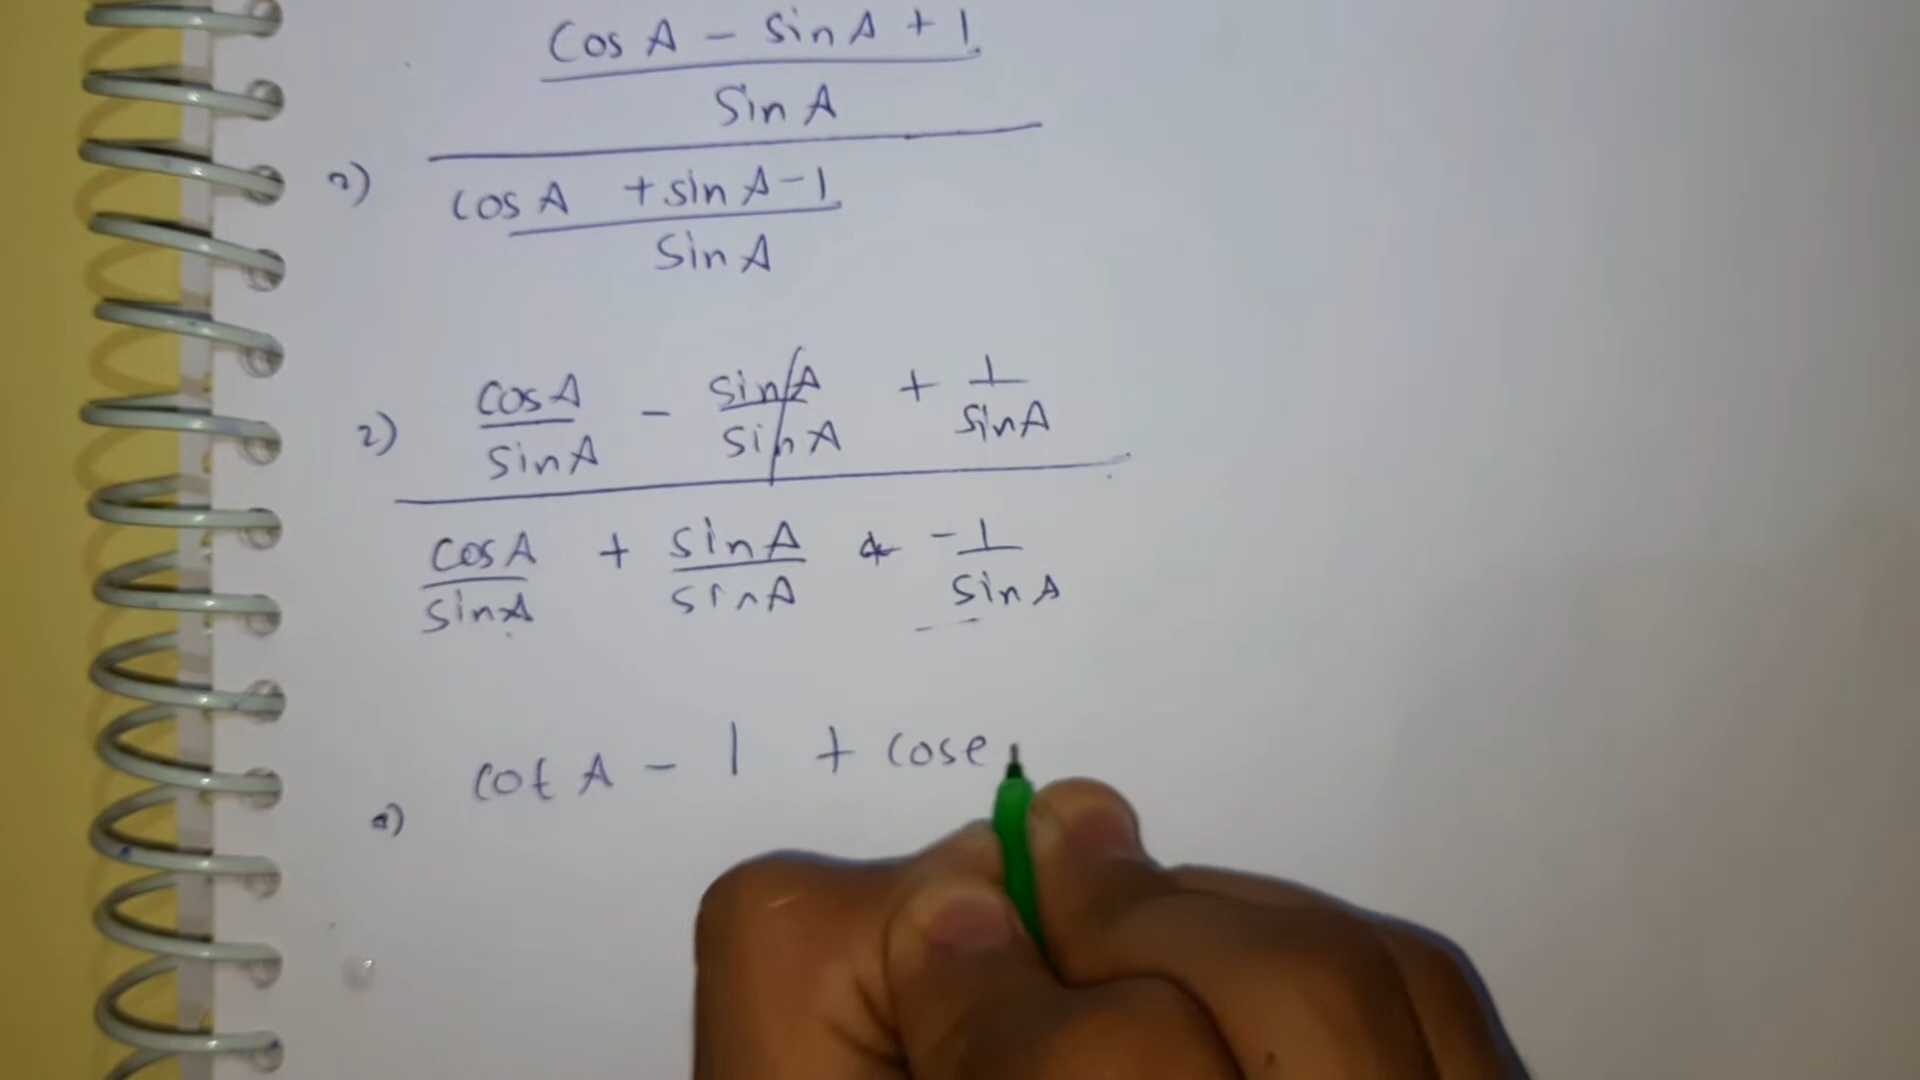 cos A - sin A + 1
sin A
2)
cos A + sin A - 1
sin A
cos A - sin A + 1
sin A sin A sin A
2)
cos A + sin A -1
sin A sin A sin A
cot A - 1 + cose